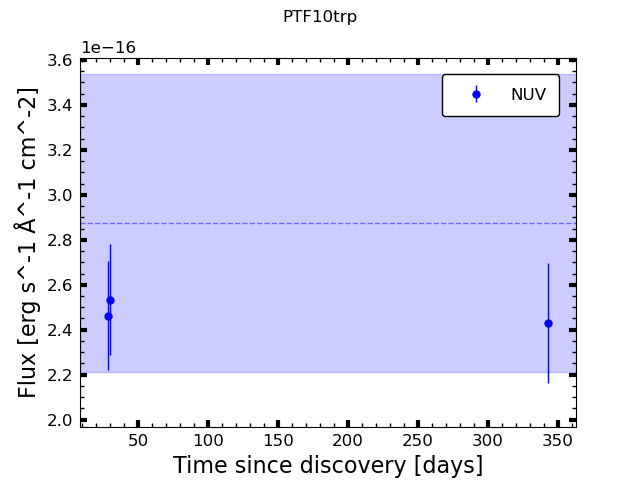 PTF10trp
1e−16
3.6
3.4
3.2
3.0
2.8
2.6
2.4
2.2
2.0
Flux [erg s^-1 Å^-1 cm^-2]
NUV
50 100 150 200 250 300 350
Time since discovery [days]